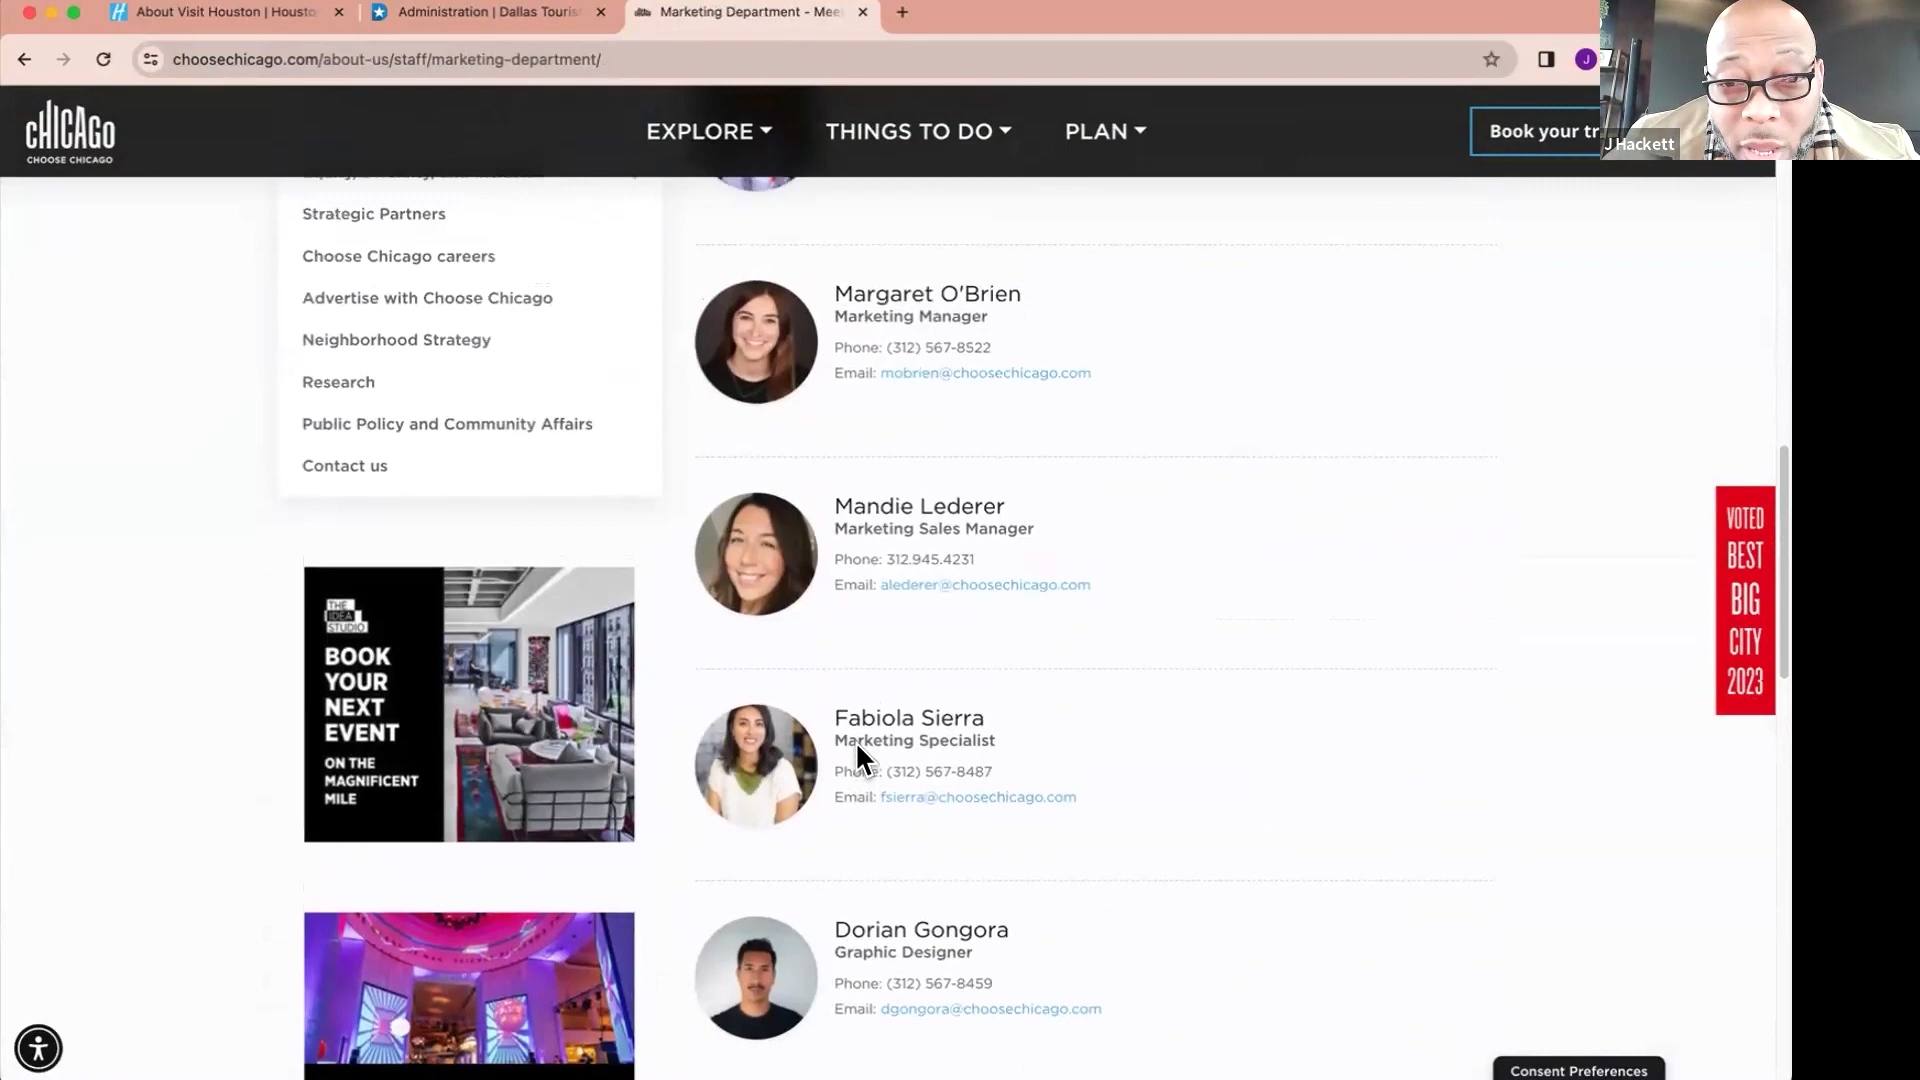 About Visit Houston | Housto
Administration | Dallas Touris
Marketing Department - Mee
choosechicago.com/about-us/staff/marketing-department/
J
CHICAGO
CHOOSE CHICAGO
EXPLORE
THINGS TO DO
PLAN
Book your tr
J Hackett
Strategic Partners
Choose Chicago careers
Advertise with Choose Chicago
Neighborhood Strategy
Research
Public Policy and Community Affairs
Contact us
THE
IDEA
STUDIO
BOOK
YOUR
NEXT
EVENT
ON THE
MAGNIFICENT
MILE
Margaret O'Brien
Marketing Manager
Phone: (312) 567-8522
Email: mobrien@choosechicago.com
Mandie Lederer
Marketing Sales Manager
Phone: 312.945.4231
Email: alederer@choosechicago.com
Fabiola Sierra
Marketing Specialist
Phone: (312) 567-8487
Email: fsierra@choosechicago.com
Dorian Gongora
Graphic Designer
Phone: (312) 567-8459
Email: dgongora@choosechicago.com
VOTED
BEST
BIG
CITY
2023
Consent Preferences